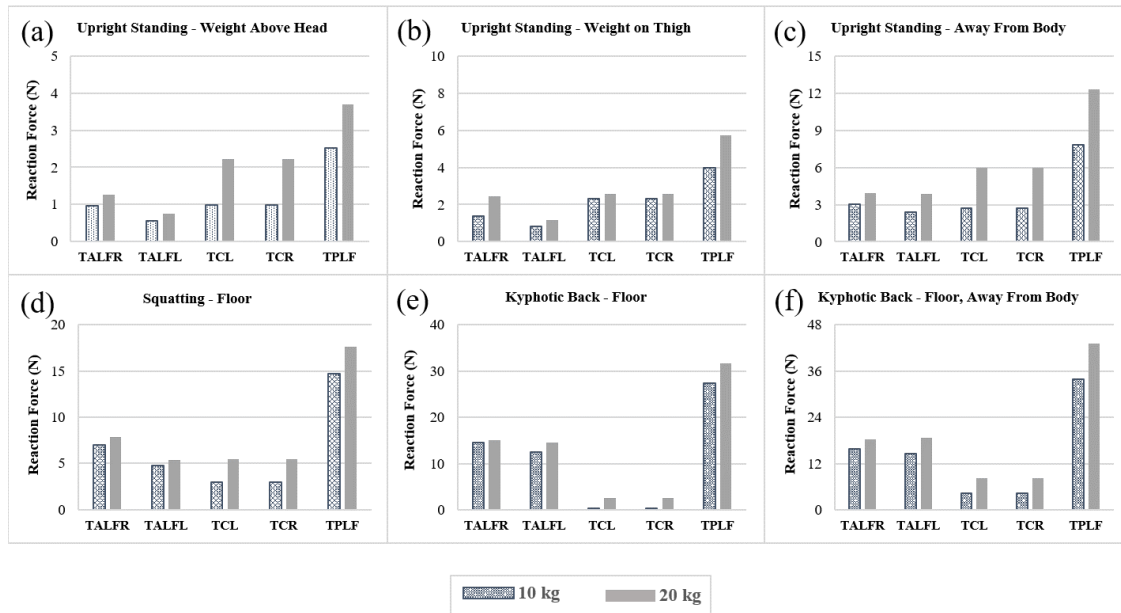 (a) Upright Standing - Weight Above Head
Reaction Force (N)
5
4
3
2
1
0
TALFR TALFL TCL TCR TPLF
(b) Upright Standing - Weight on Thigh
Reaction Force (N)
10
8
6
4
2
0
TALFR TALFL TCL TCR TPLF
(c) Upright Standing - Away From Body
Reaction Force (N)
15
12
9
6
3
0
TALFR TALFL TCL TCR TPLF
(d) Squatting - Floor
Reaction Force (N)
20
15
10
5
0
TALFR TALFL TCL TCR TPLF
(e) Kyphotic Back - Floor
Reaction Force (N)
40
30
20
10
0
TALFR TALFL TCL TCR TPLF
(f) Kyphotic Back - Floor, Away From Body
Reaction Force (N)
48
36
24
12
0
TALFR TALFL TCL TCR TPLF
10 kg 20 kg